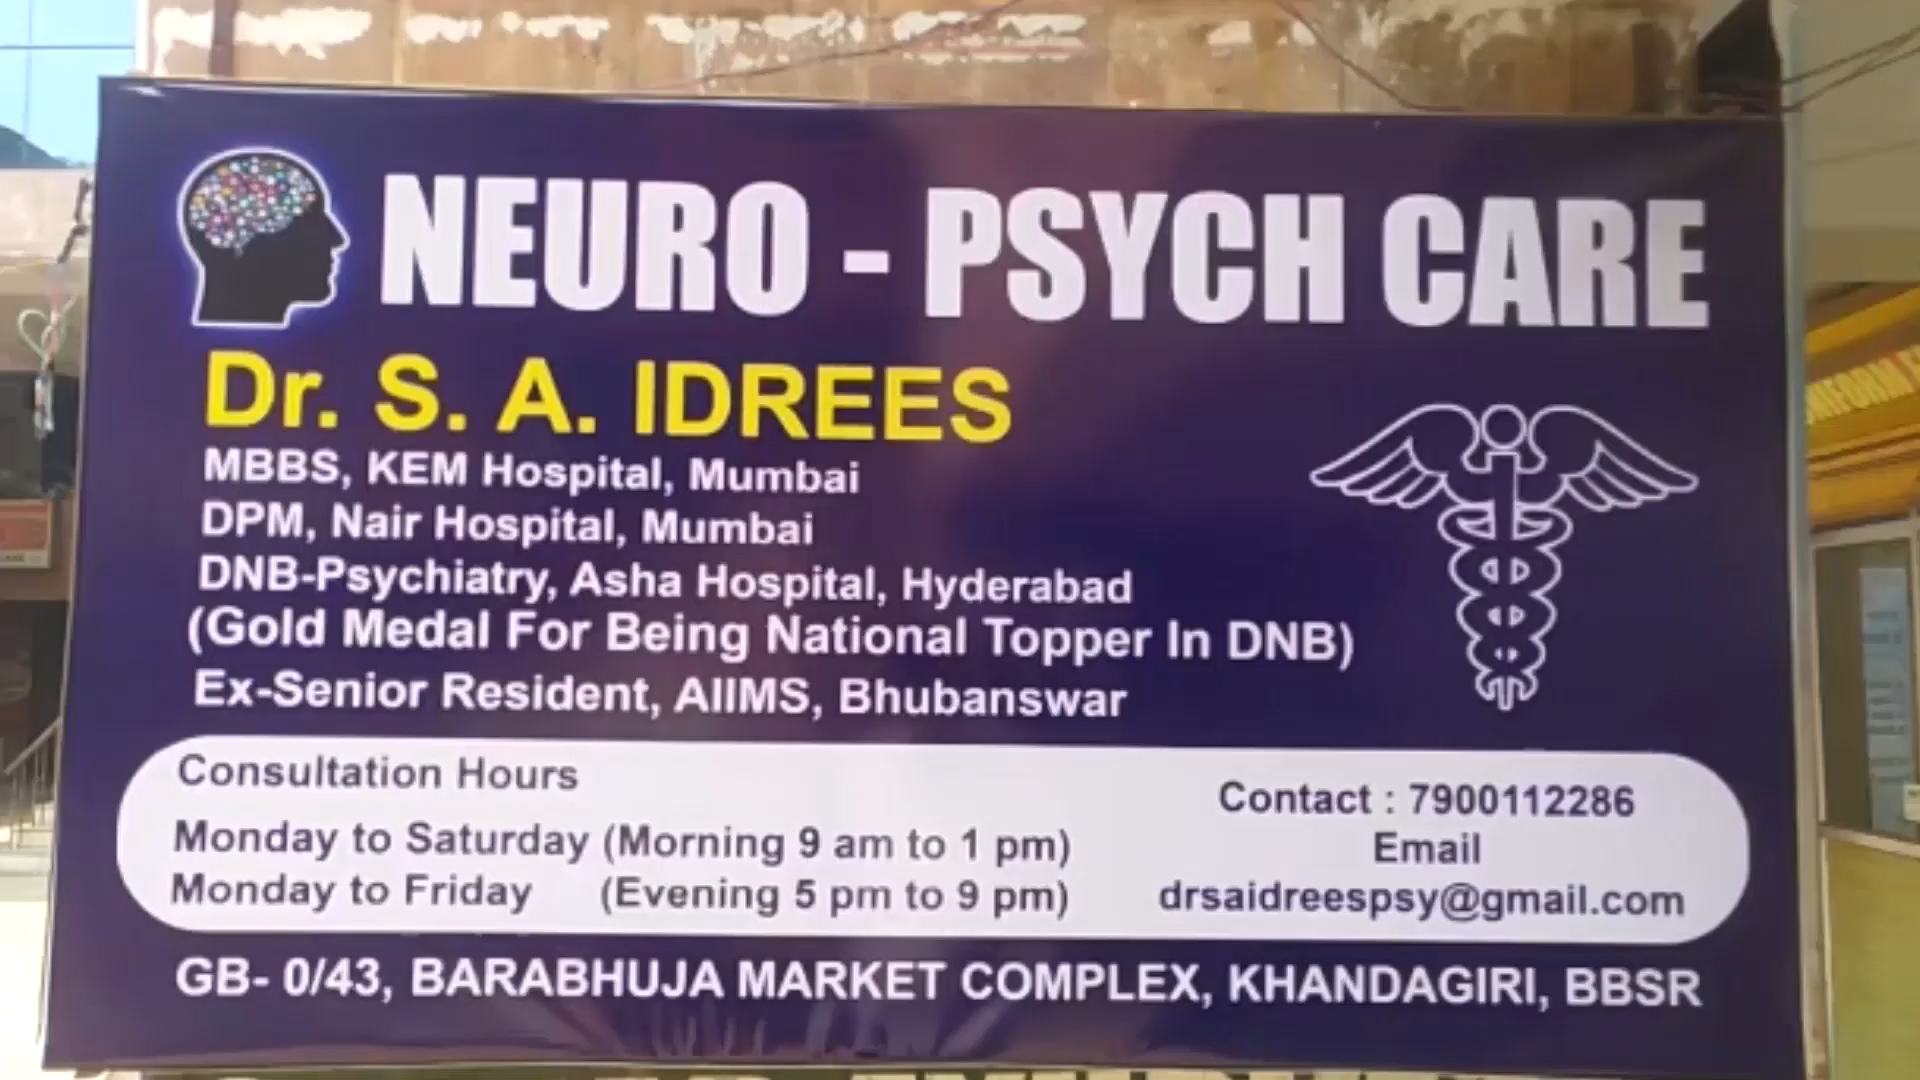 NEURO - PSYCH CARE
Dr. S. A. IDREES
MBBS, KEM Hospital, Mumbai
DPM, Nair Hospital, Mumbai
DNB-Psychiatry, Asha Hospital, Hyderabad
(Gold Medal For Being National Topper In DNB)
Ex-Senior Resident, AIIMS, Bhubanswar
Consultation Hours
Monday to Saturday (Morning 9 am to 1 pm)
Monday to Friday (Evening 5 pm to 9 pm)
Contact : 7900112286
Email
drsaidreespsy@gmail.com
GB- 0/43, BARABHUJA MARKET COMPLEX, KHANDAGIRI, BBSR